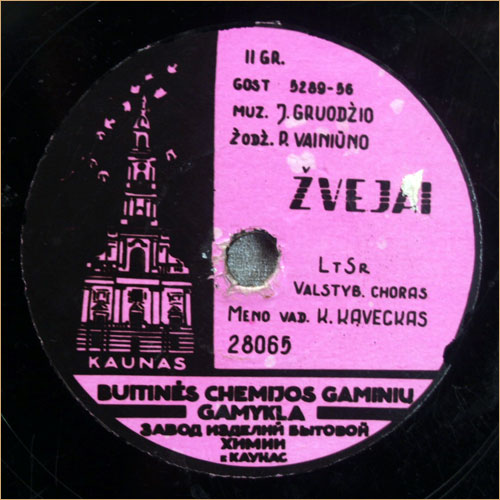 II GR.
GOST 5289-56
MUZ. J. GRUODŽIO
ŽODŽ. P. VAINIŪNO
ŽVEJAI
LTSR
VALSTYB. CHORAS
MENO VAD. K. KAVECKAS
28065
KAUNAS
BUITINĖS CHEMIJOS GAMINIŲ
GAMYKLA
ЗАВОД ИЗДЕЛИЙ БЫТОВОЙ
ХИМИИ
г. КАУНАС